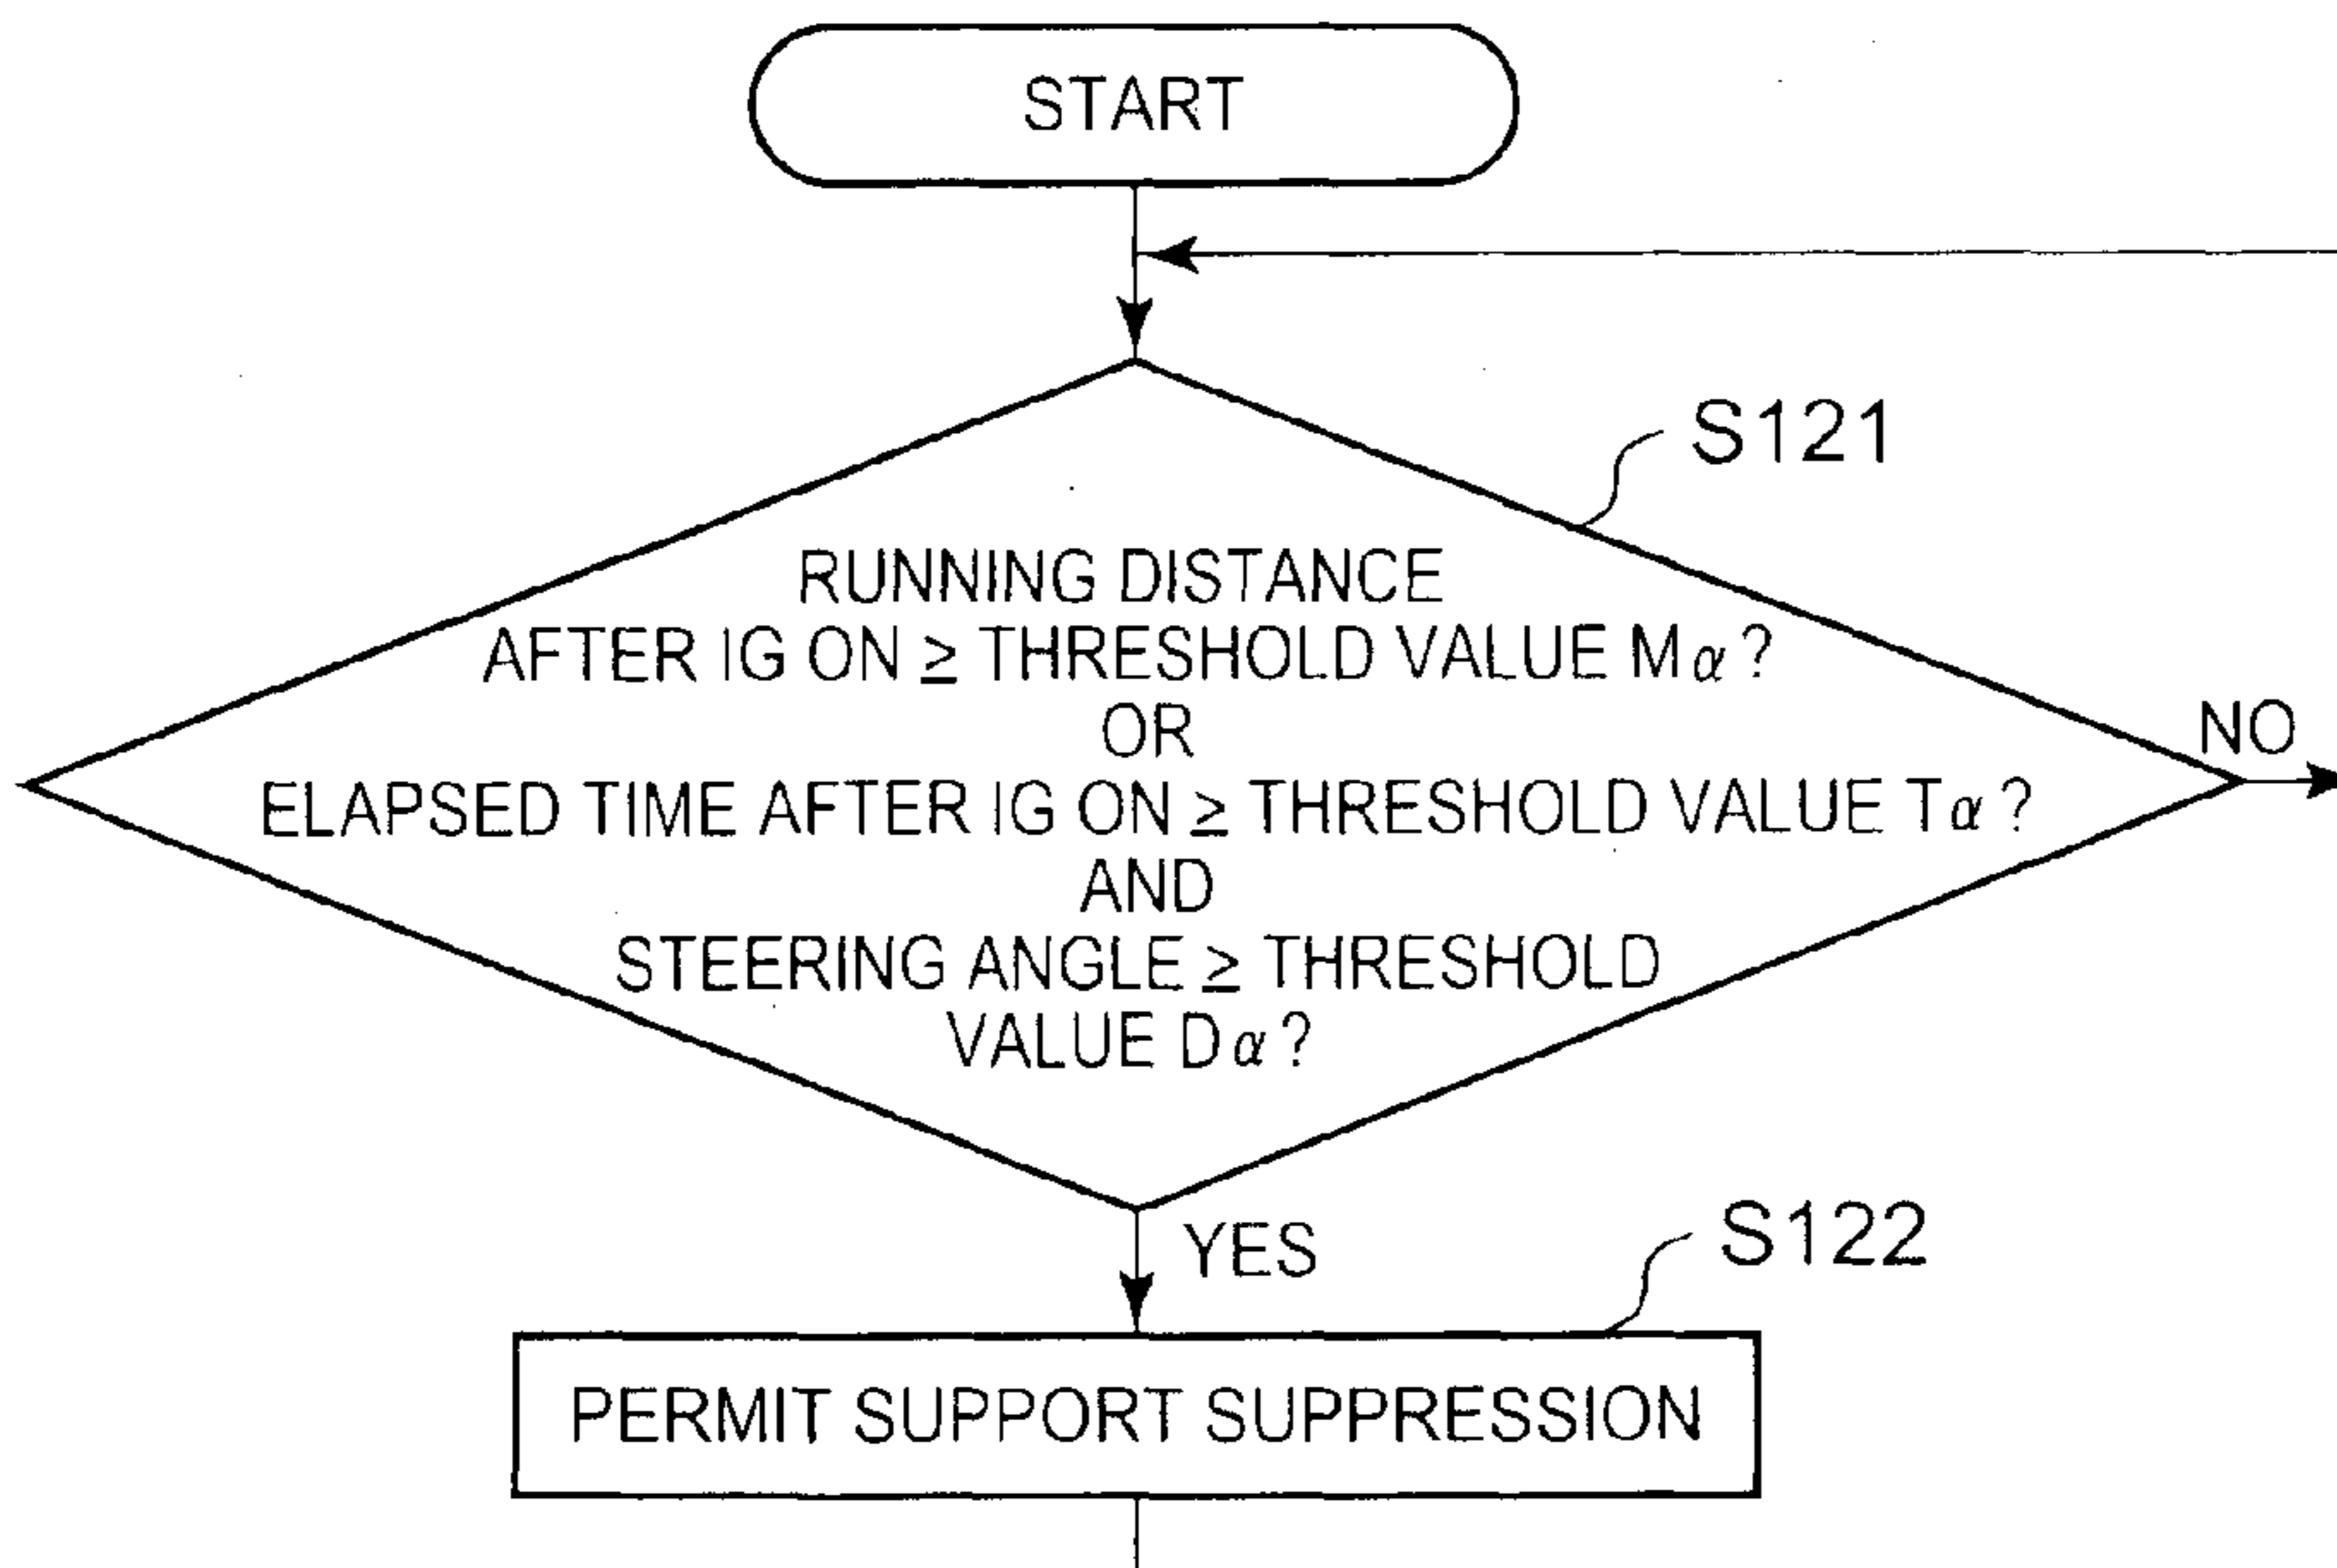 START
S121
RUNNING DISTANCE
AFTER IG ON ≥ THRESHOLD VALUE Mα?
OR
NO
ELAPSED TIME AFTER IG ON ≥ THRESHOLD VALUE Tα?
AND
STEERING ANGLE ≥ THRESHOLD
VALUE Dα?
YES
S122
PERMIT SUPPORT SUPPRESSION